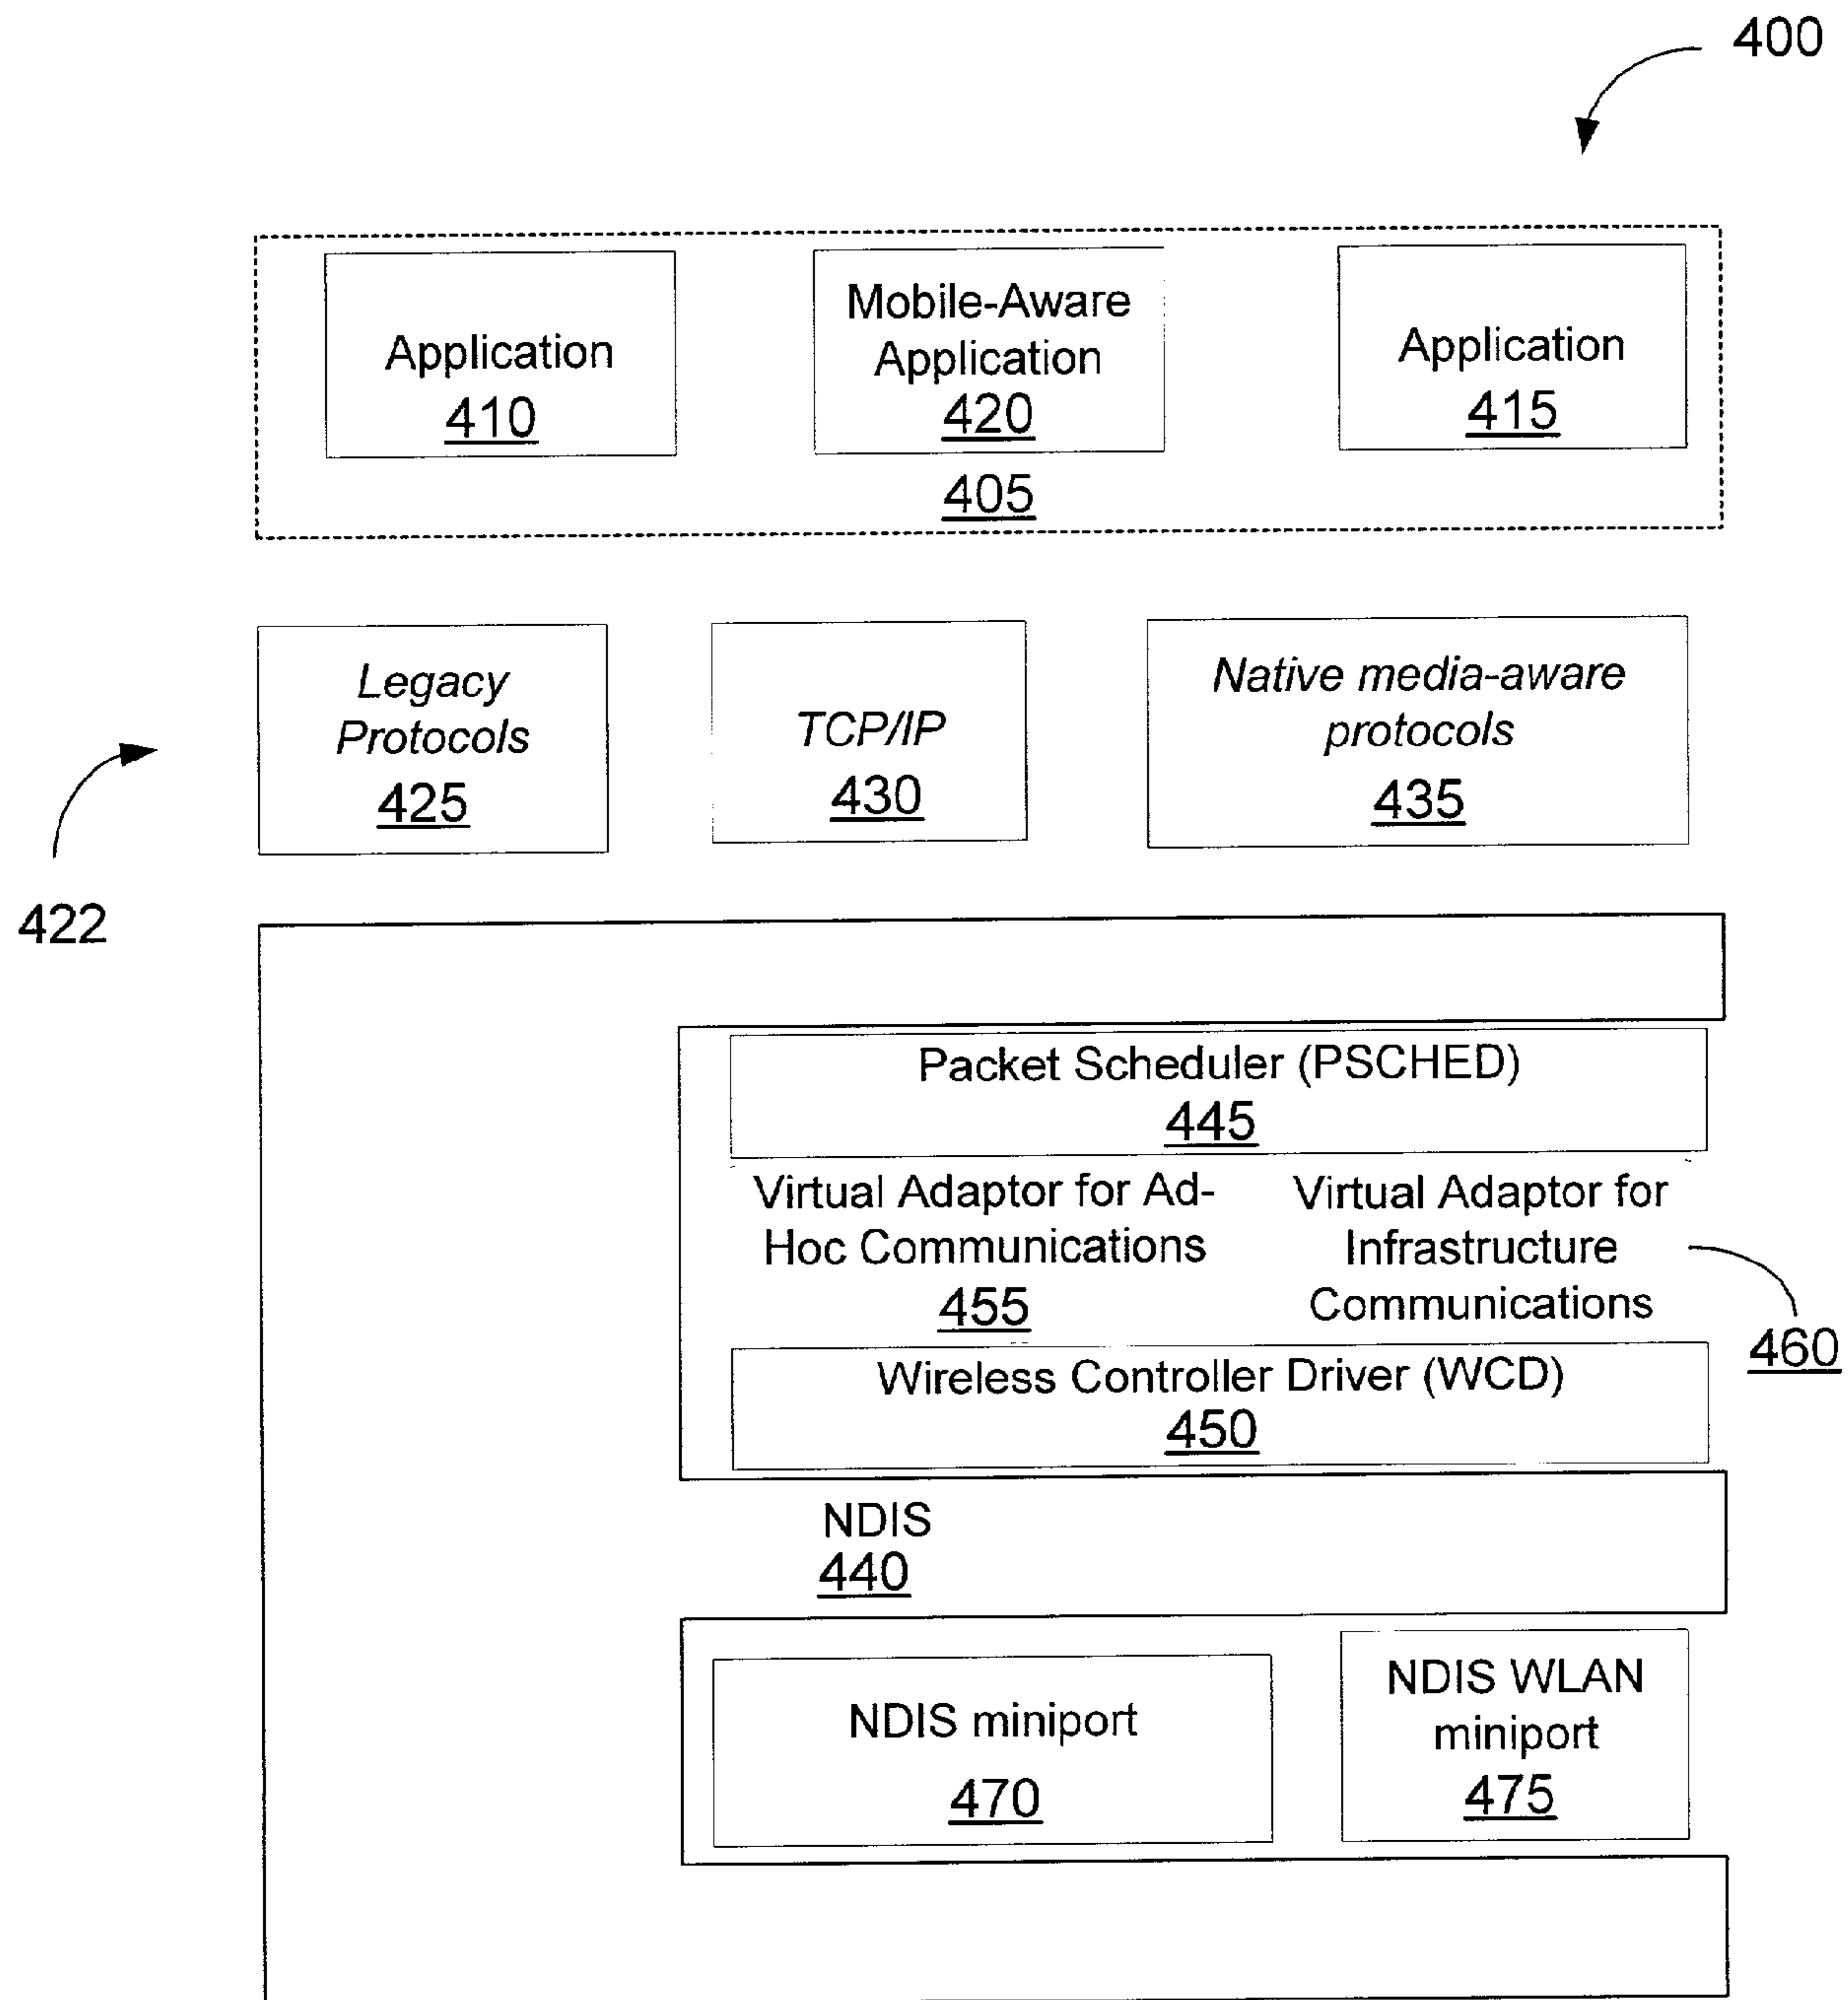 400
Application
410
Mobile-Aware
Application
420
Application
415
405
Legacy
Protocols
425
TCP/IP
430
Native media-aware
protocols
435
422
Packet Scheduler (PSCHED)
445
Virtual Adaptor for Ad-
Hoc Communications
455
Virtual Adaptor for
Infrastructure
Communications
460
Wireless Controller Driver (WCD)
450
NDIS
440
NDIS miniport
470
NDIS WLAN
miniport
475